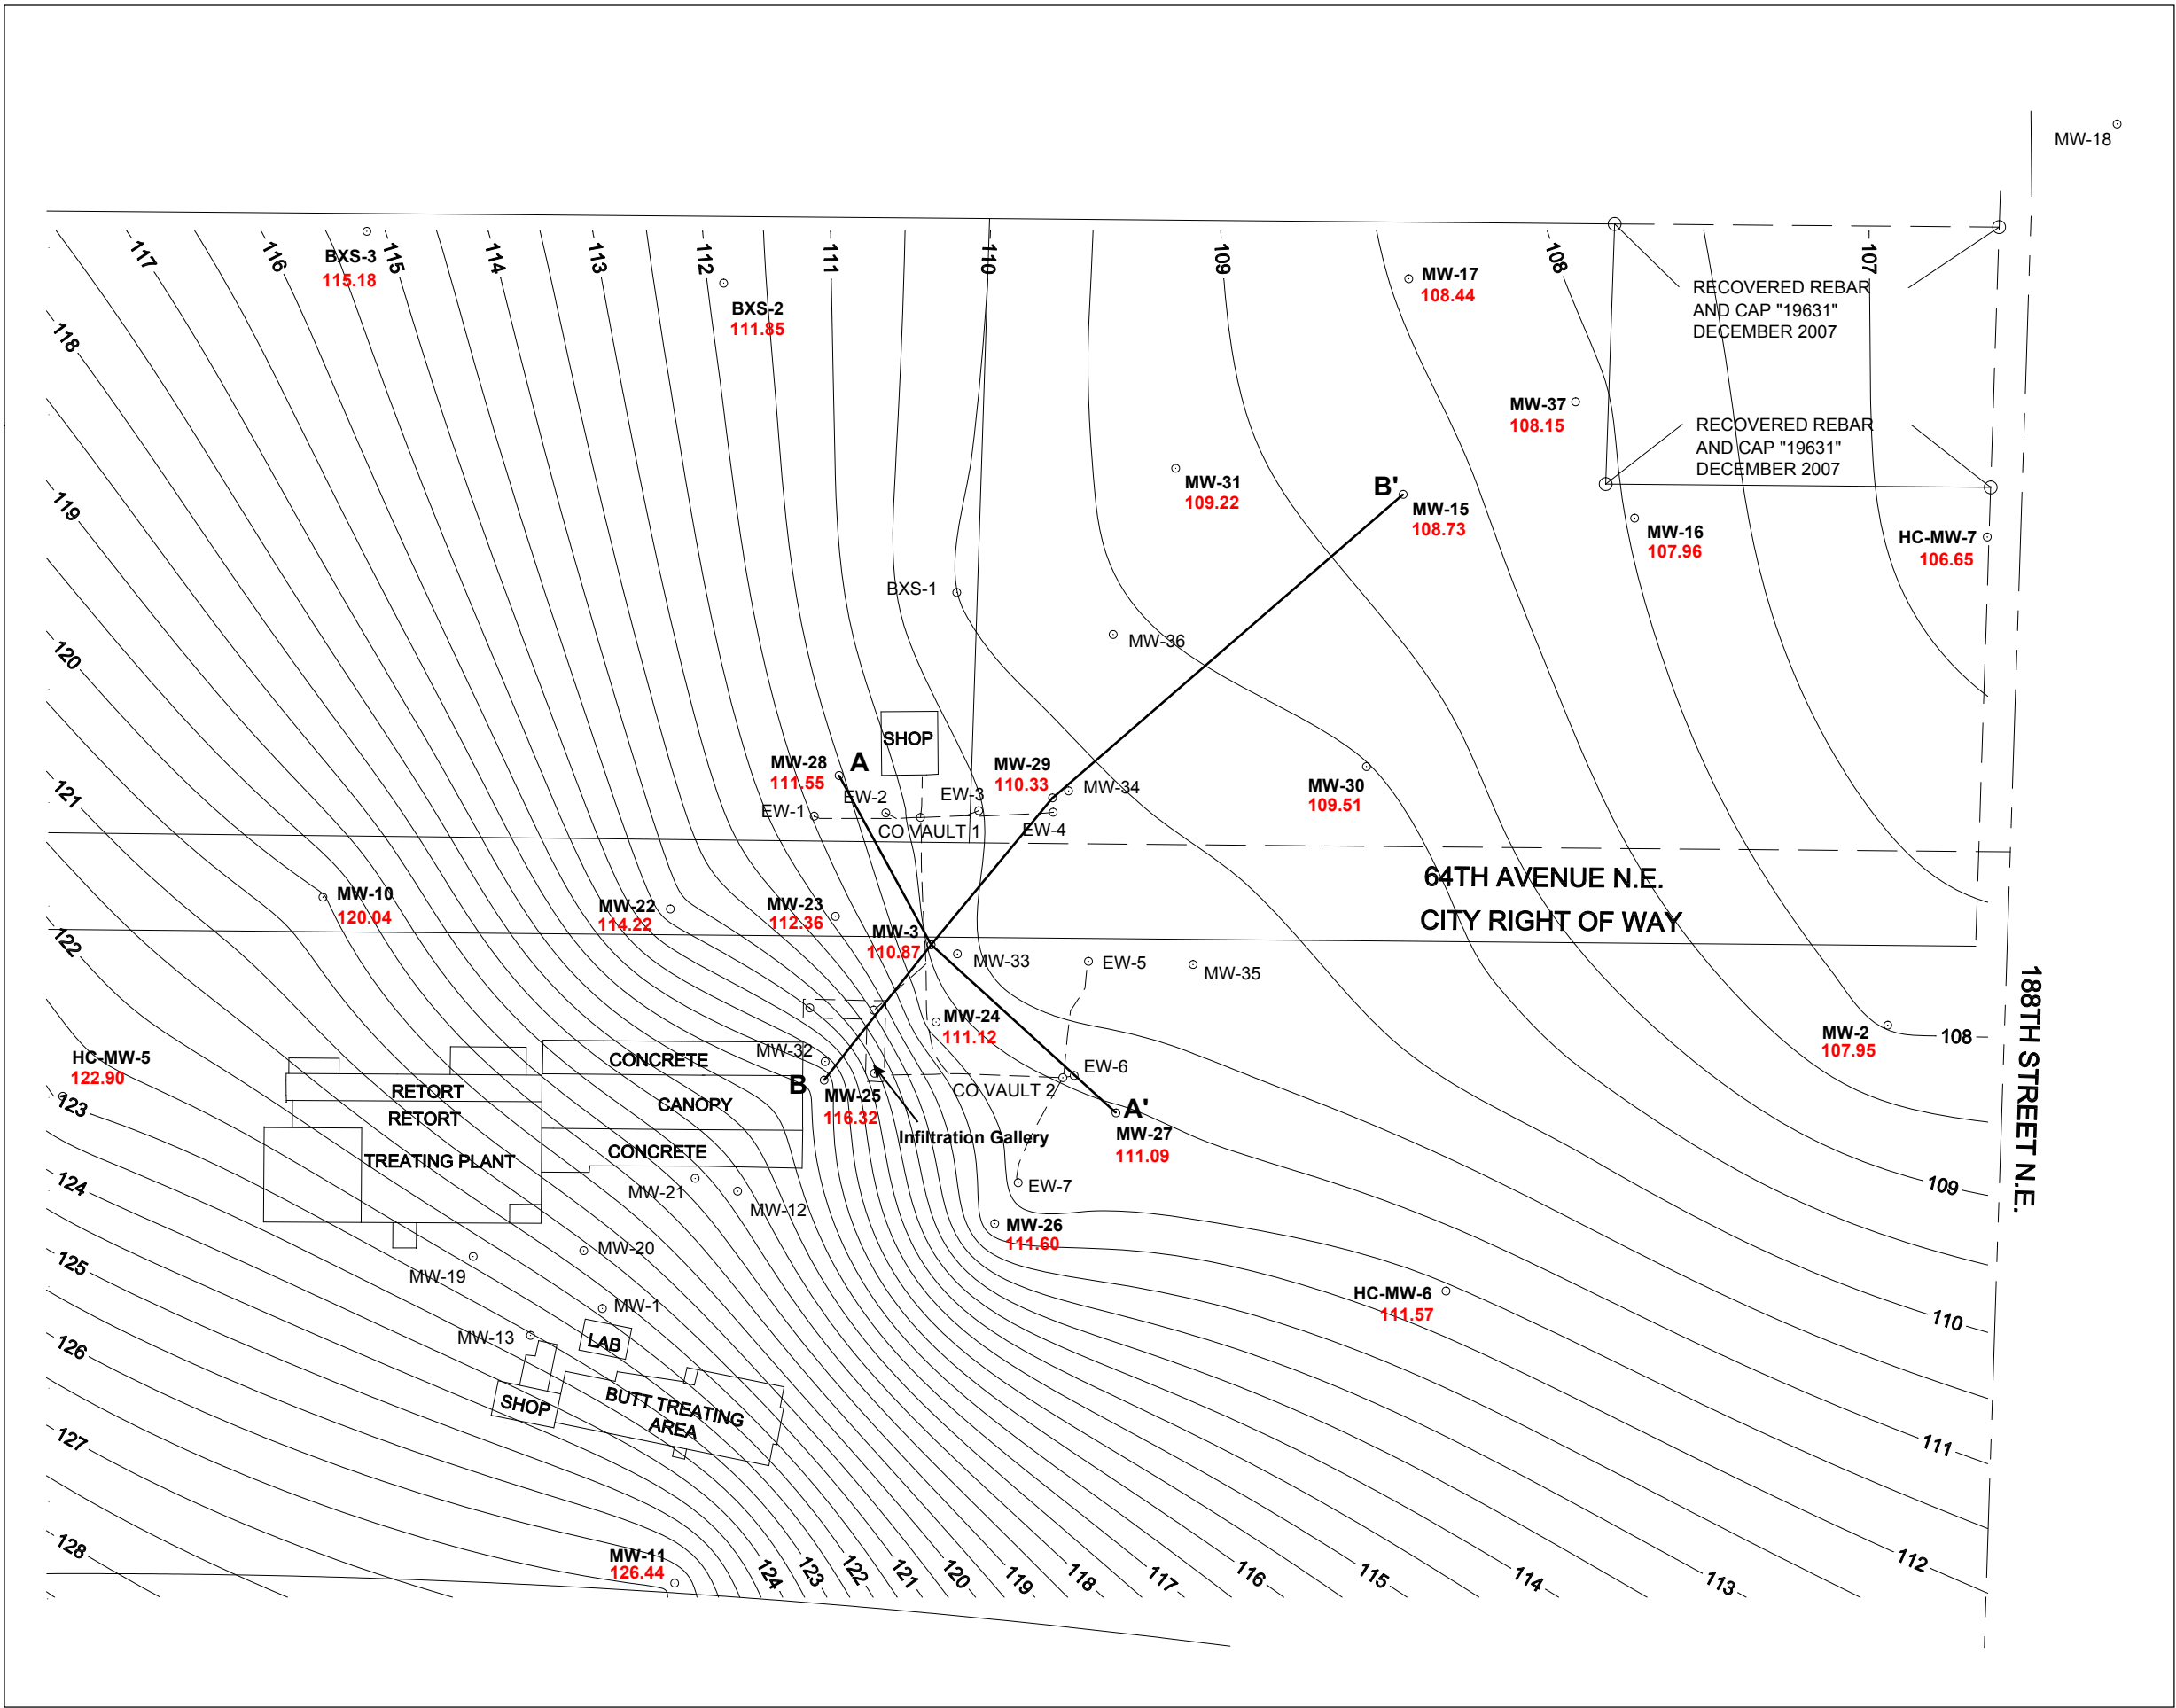 MW-18
117
116
BXS-3
115.18
115
114
113
112
111
110
109
108
107
MW-17
108.44
RECOVERED REBAR
AND CAP "19631"
DECEMBER 2007
BXS-2
111.85
118
MW-37
108.15
RECOVERED REBAR
AND CAP "19631"
DECEMBER 2007
119
MW-31
109.22
B'
MW-15
108.73
MW-16
107.96
HC-MW-7
106.65
BXS-1
MW-36
120
SHOP
MW-28
111.55
A
MW-29
110.33
MW-34
MW-30
109.51
121
EW-1
EW-2
EW-3
CO VAULT 1
EW-4
64TH AVENUE N.E.
CITY RIGHT OF WAY
MW-10
120.04
MW-22
114.22
MW-23
112.36
MW-3
110.87
MW-33
EW-5
MW-35
122
188TH STREET N.E.
MW-24
111.12
MW-2
107.95
108
HC-MW-5
122.90
123
CONCRETE
MW-32
RETORT
RETORT
CANOPY
B
MW-25
116.32
CO VAULT 2
EW-6
A'
MW-27
111.09
Infiltration Gallery
TREATING PLANT
CONCRETE
124
MW-21
MW-12
EW-7
109
MW-26
111.60
125
MW-20
MW-19
HC-MW-6
111.57
MW-1
110
126
MW-13
LAB
SHOP
BUTT TREATING
AREA
127
111
128
MW-11
126.44
124
123
122
121
120
119
118
117
116
115
114
113
112